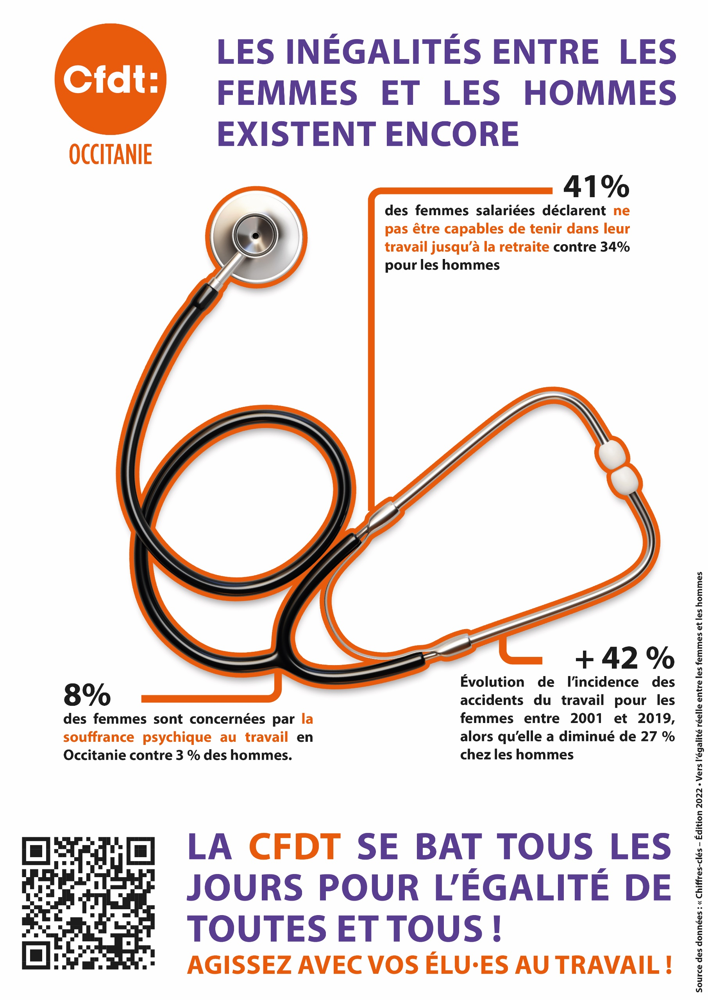 Cfdt:
OCCITANIE
LES INÉGALITÉS ENTRE LES
FEMMES ET LES HOMMES
EXISTENT ENCORE
41%
des femmes salariées déclarent ne
pas être capables de tenir dans leur
travail jusqu’à la retraite contre 34%
pour les hommes
8%
des femmes sont concernées par la
souffrance psychique au travail en
Occitanie contre 3 % des hommes.
+ 42 %
Évolution de l’incidence des
accidents du travail pour les
femmes entre 2001 et 2019,
alors qu’elle a diminué de 27 %
chez les hommes
LA CFDT SE BAT TOUS LES
JOURS POUR L’ÉGALITÉ DE
TOUTES ET TOUS !
AGISSEZ AVEC VOS ÉLU·ES AU TRAVAIL !
Source des données : « Chiffres-clés – Édition 2022 • Vers l’égalité réelle entre les femmes et les hommes